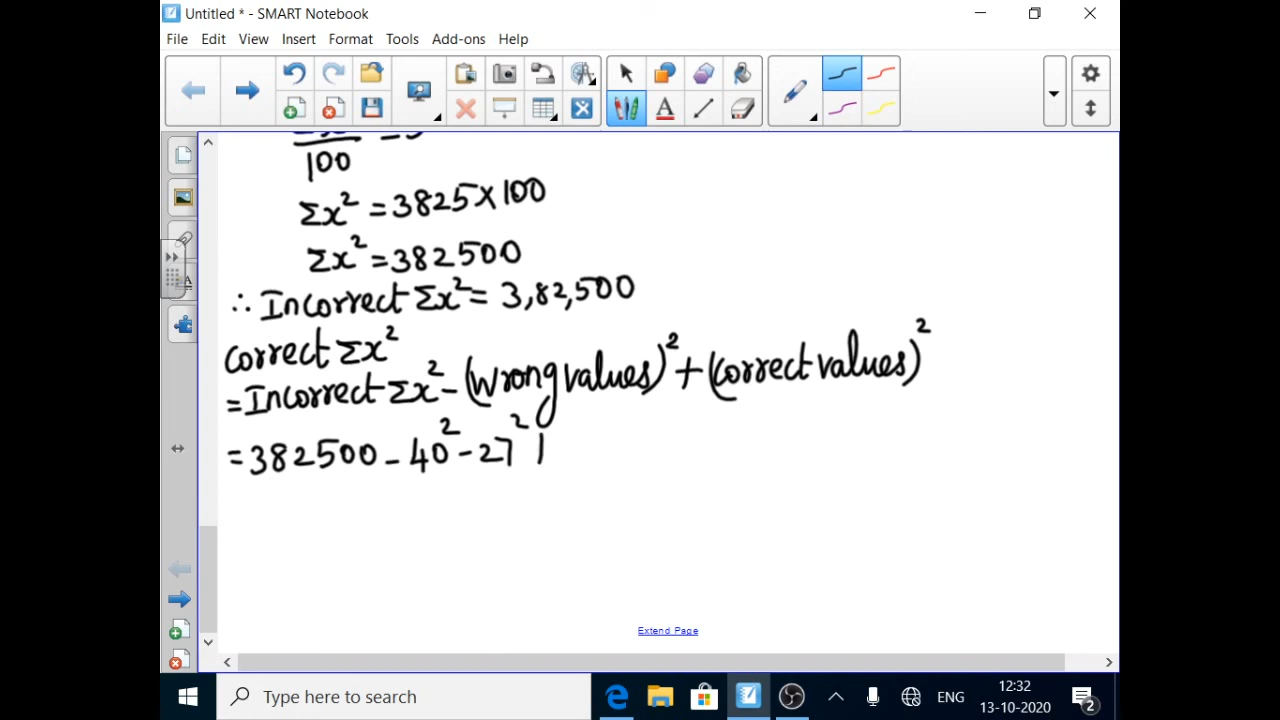 Untitled * - SMART Notebook
File Edit View Insert Format Tools Add-ons Help
100
Σx² = 3825 × 100
Σx² = 382500
∴ Incorrect Σx² = 3,82,500
correct Σx²
= Incorrect Σx² - (wrong values)² + (correct values)²
= 382500 - 40² - 27²
Extend Page
Type here to search
ENG
12:32
13-10-2020
2